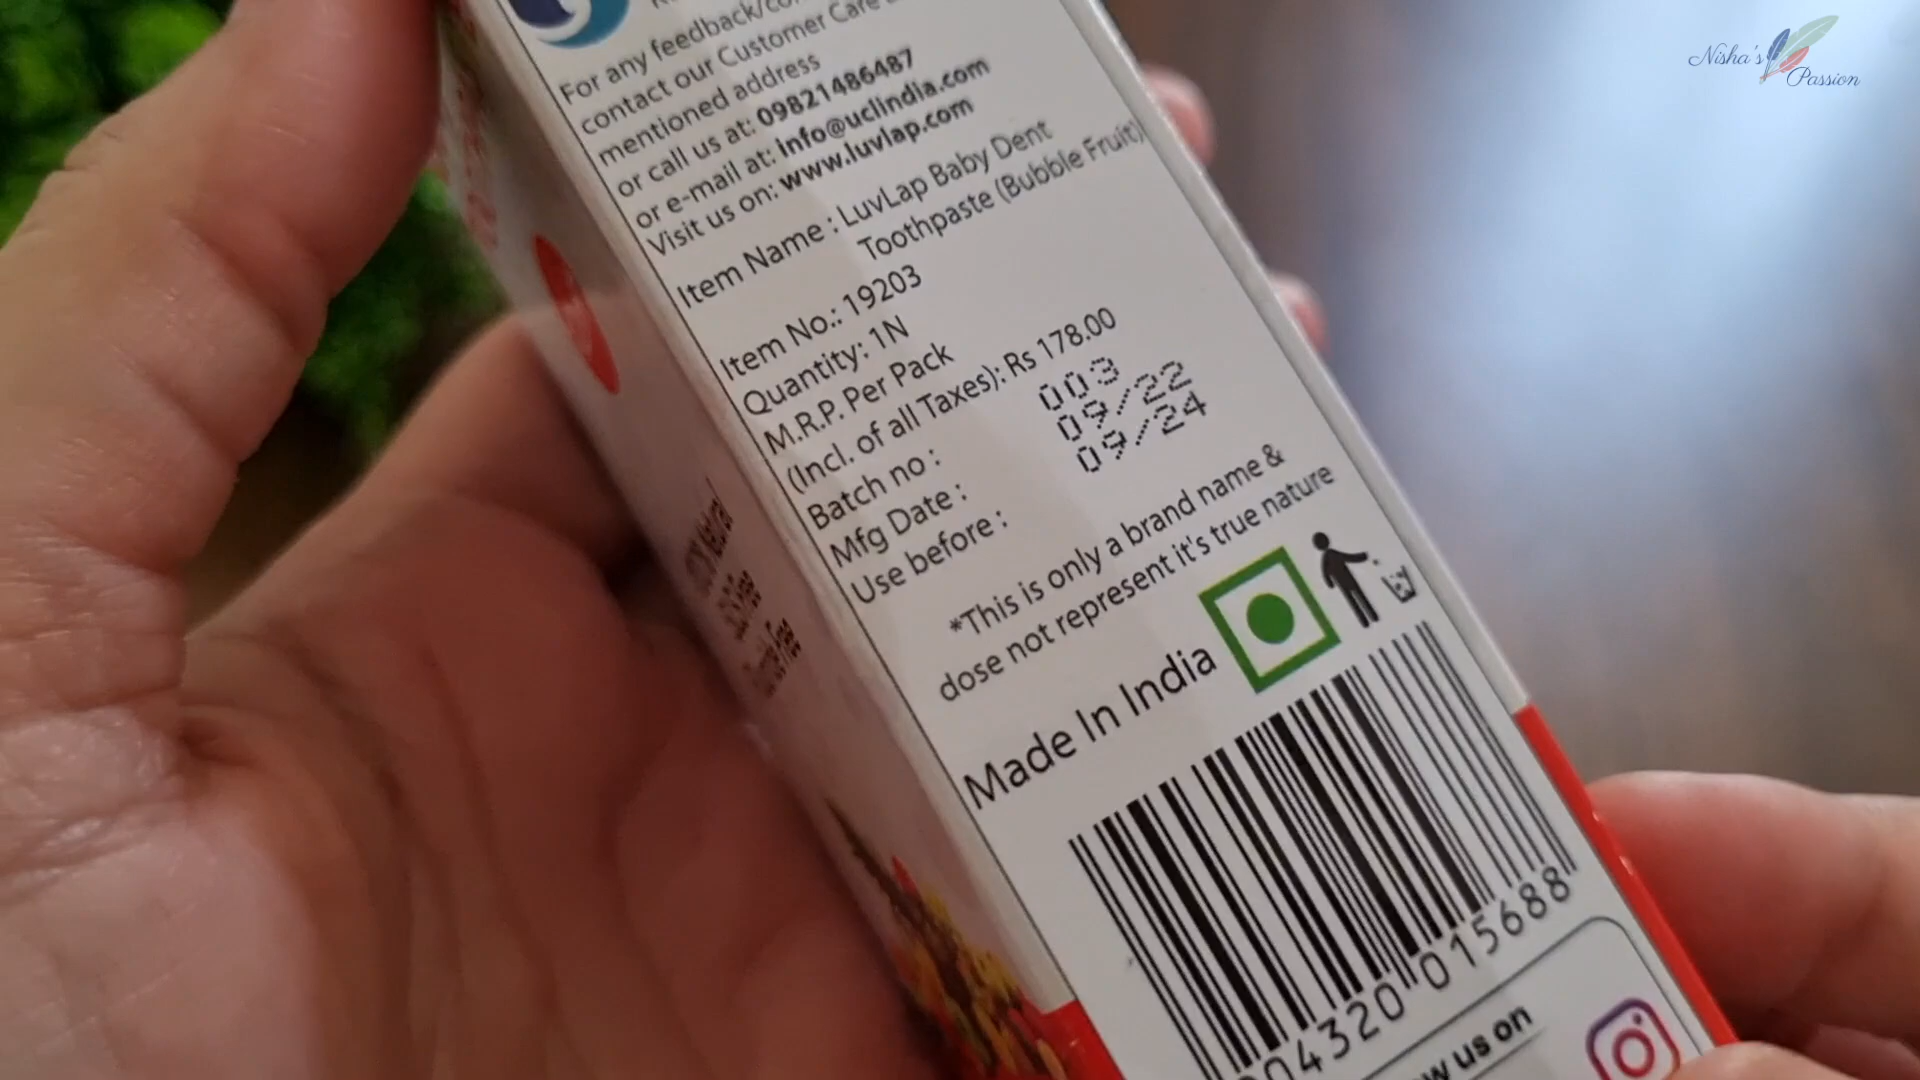 For any feedback/co
contact our Customer Care
mentioned address
or call us at: 09821486487
or e-mail at: info@uclindia.com
Visit us on: www.luvlap.com
Item Name : LuvLap Baby Dent
Toothpaste (Bubble Fruit)
Item No.: 19203
Quantity: 1N
M.R.P. Per Pack
(Incl. of all Taxes): Rs 178.00
Batch no : 003
Mfg Date : 09/22
Use before : 09/24
*This is only a brand name &
dose not represent it's true nature
Made In India
04320 015688
w us on
Nisha's
Passion